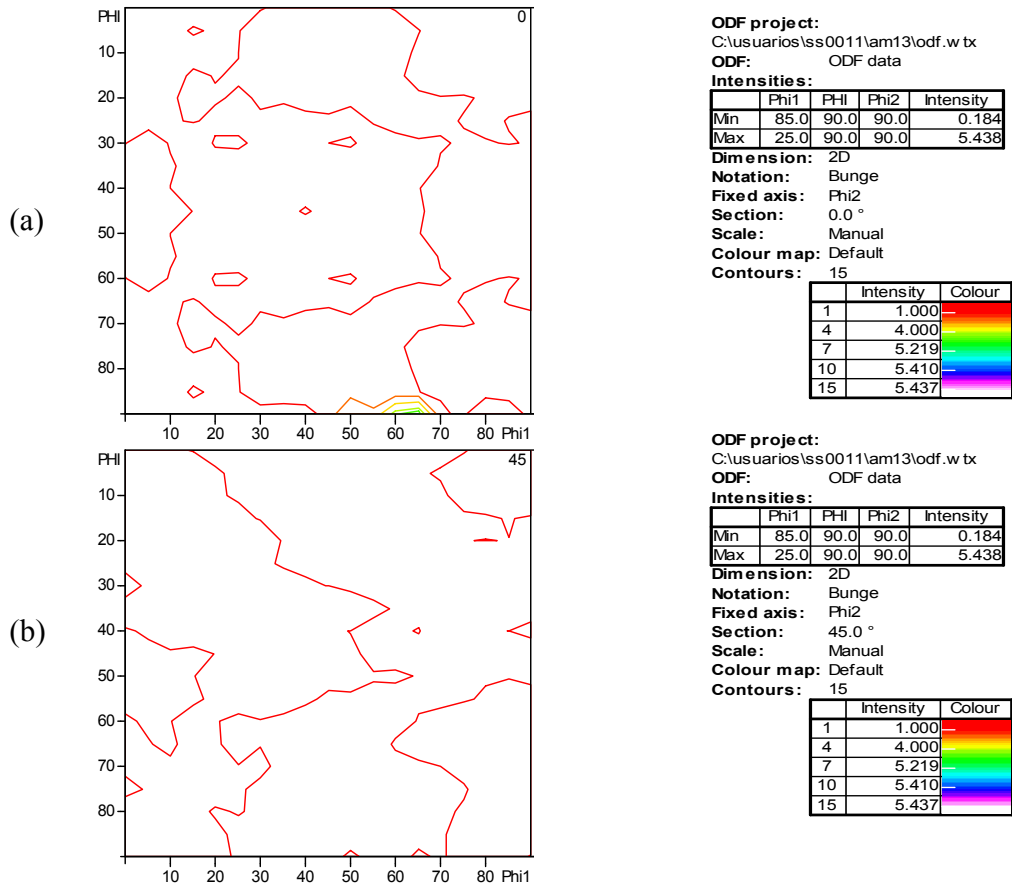 (a)
PHI
0
10
20
30
40
50
60
70
80
10 20 30 40 50 60 70 80 Phi1
ODF project:
C:\usuarios\ss0011\am13\odf.wtx
ODF: ODF data
Intensities:
Phi1 PHI Phi2 Intensity
Min 85.0 90.0 90.0 0.184
Max 25.0 90.0 90.0 5.438
Dimension: 2D
Notation: Bunge
Fixed axis: Phi2
Section: 0.0 °
Scale: Manual
Colour map: Default
Contours: 15
Intensity Colour
1 1.000
4 4.000
7 5.219
10 5.410
15 5.437
(b)
PHI
45
10
20
30
40
50
60
70
80
10 20 30 40 50 60 70 80 Phi1
ODF project:
C:\usuarios\ss0011\am13\odf.wtx
ODF: ODF data
Intensities:
Phi1 PHI Phi2 Intensity
Min 85.0 90.0 90.0 0.184
Max 25.0 90.0 90.0 5.438
Dimension: 2D
Notation: Bunge
Fixed axis: Phi2
Section: 45.0 °
Scale: Manual
Colour map: Default
Contours: 15
Intensity Colour
1 1.000
4 4.000
7 5.219
10 5.410
15 5.437